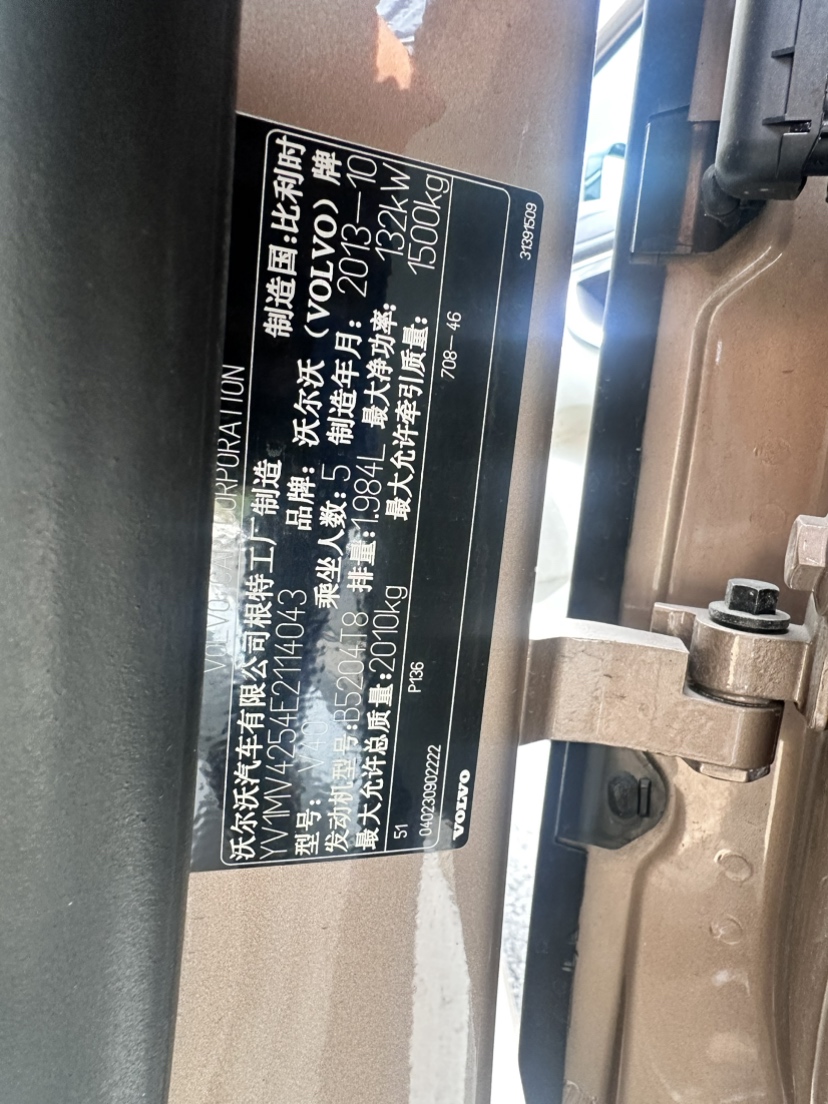 VOLVO CAR CORPORATION
沃尔沃汽车有限公司根特工厂 制造 制造国:比利时
YV1MV4254E2114043 品牌: 沃尔沃（VOLVO）牌
型号: V40 乘坐人数: 5 制造年月: 2013-10
发动机型号:B5204T8 排量:1.984L 最大净功率: 132kW
最大允许总质量:2010kg 最大允许牵引质量: 1500kg
51 P136 708-46
040230902222
VOLVO 31391509